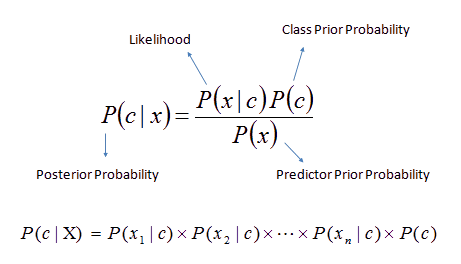 Likelihood
Class Prior Probability
P(c | x) = P(x | c)P(c) / P(x)
Posterior Probability
Predictor Prior Probability
P(c | X) = P(x₁ | c) × P(x₂ | c) × ⋯ × P(xₙ | c) × P(c)